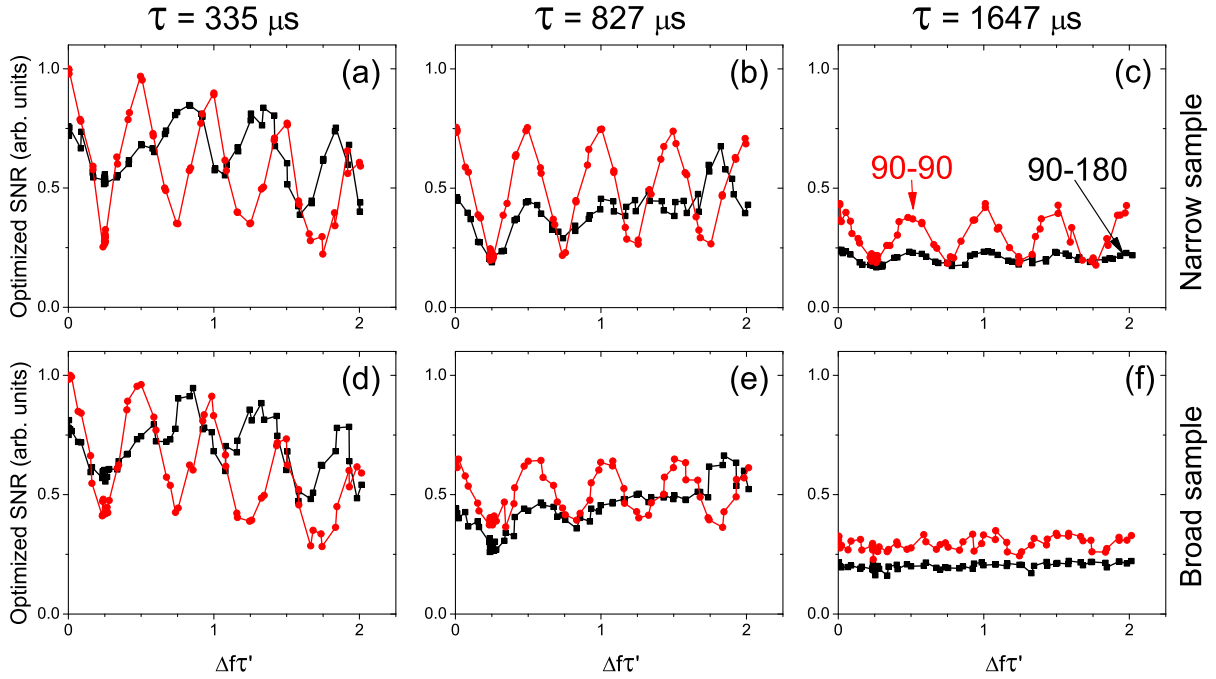 τ = 335 μs
τ = 827 μs
τ = 1647 μs
Optimized SNR (arb. units)
1.0
0.5
0.0
(a)
0
1
2
1.0
0.5
0.0
(b)
0
1
2
1.0
0.5
0.0
(c)
90-90
90-180
0
1
2
Narrow sample
Optimized SNR (arb. units)
1.0
0.5
0.0
(d)
0
1
2
Δfτ'
1.0
0.5
0.0
(e)
0
1
2
Δfτ'
1.0
0.5
0.0
(f)
0
1
2
Δfτ'
Broad sample